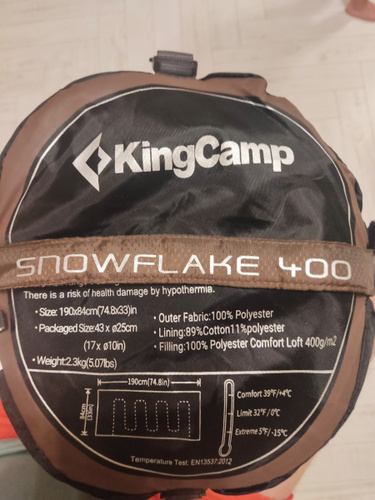 KingCamp
SNOWFLAKE 400
There is a risk of health damage by hypothermia.
• Size: 190x84cm(74.8x33)in
• Packaged Size:43 x ø25cm
(17x ø10in)
• Weight:2.3kg(5.07lbs)
• Outer Fabric:100% Polyester
• Lining:89%Cotton11%polyester
• Filling:100% Polyester Comfort Loft 400g/m2
190cm(74.8in)
84cm
(33in)
Comfort 39°F/+4°C
Limit 32°F/ 0°C
Extreme 5°F/ -15°C
Temperature Test: EN13537:2012